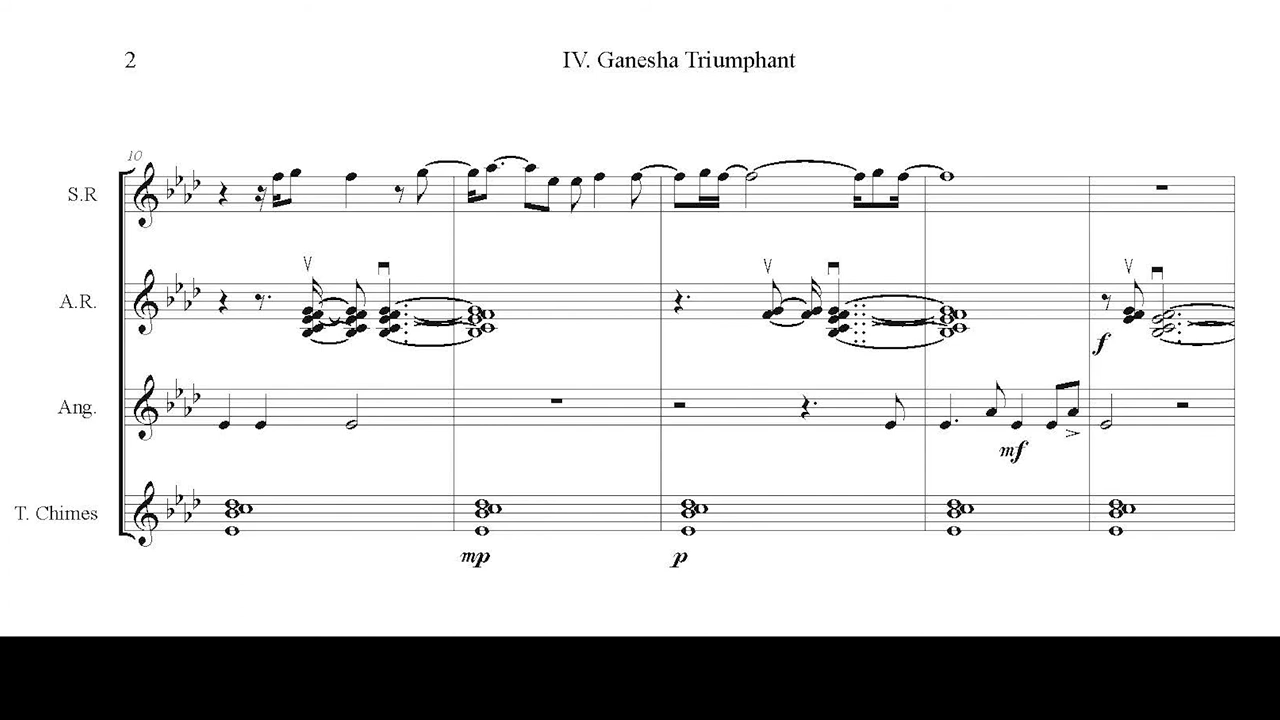 2
IV. Ganesha Triumphant
10
S.R
A.R.
f
Ang.
mf
T. Chimes
mp
p